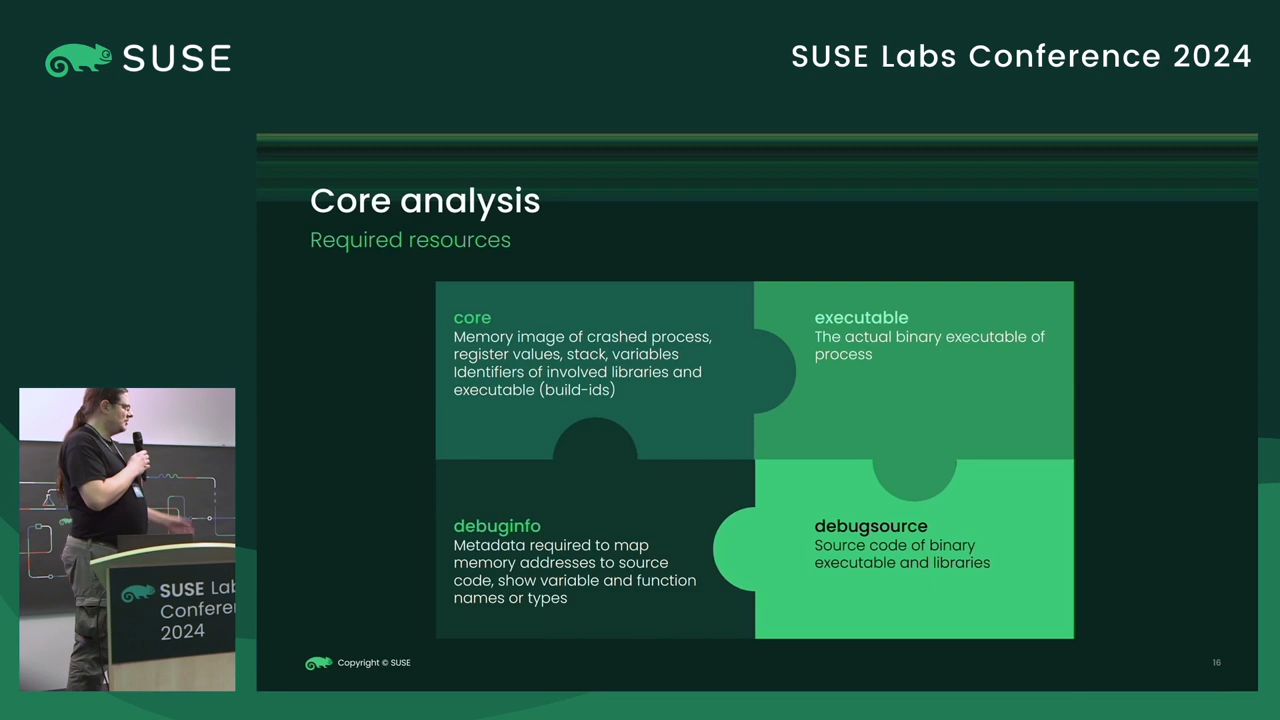 SUSE
SUSE Labs Conference 2024
Core analysis
Required resources
core
Memory image of crashed process,
register values, stack, variables
Identifiers of involved libraries and
executable (build-ids)
executable
The actual binary executable of
process
debuginfo
Metadata required to map
memory addresses to source
code, show variable and function
names or types
debugsource
Source code of binary
executable and libraries
Copyright © SUSE
16
SUSE Lab
Conferen
2024